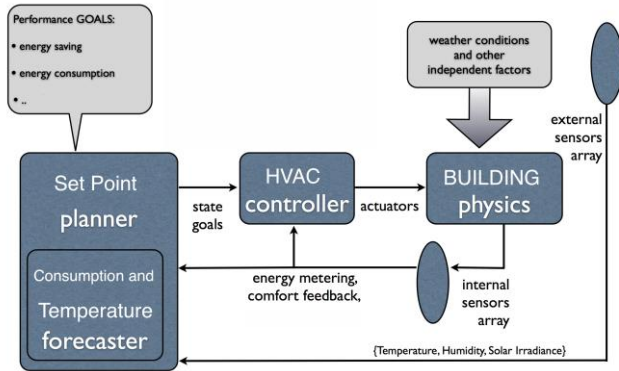 Performance GOALS:
• energy saving
• energy consumption
• ..
weather conditions
and other
independent factors
external
sensors
array
Set Point
planner
state
goals
HVAC
controller
actuators
BUILDING
physics
Consumption and
Temperature
forecaster
energy metering,
comfort feedback,
internal
sensors
array
{Temperature, Humidity, Solar Irradiance}